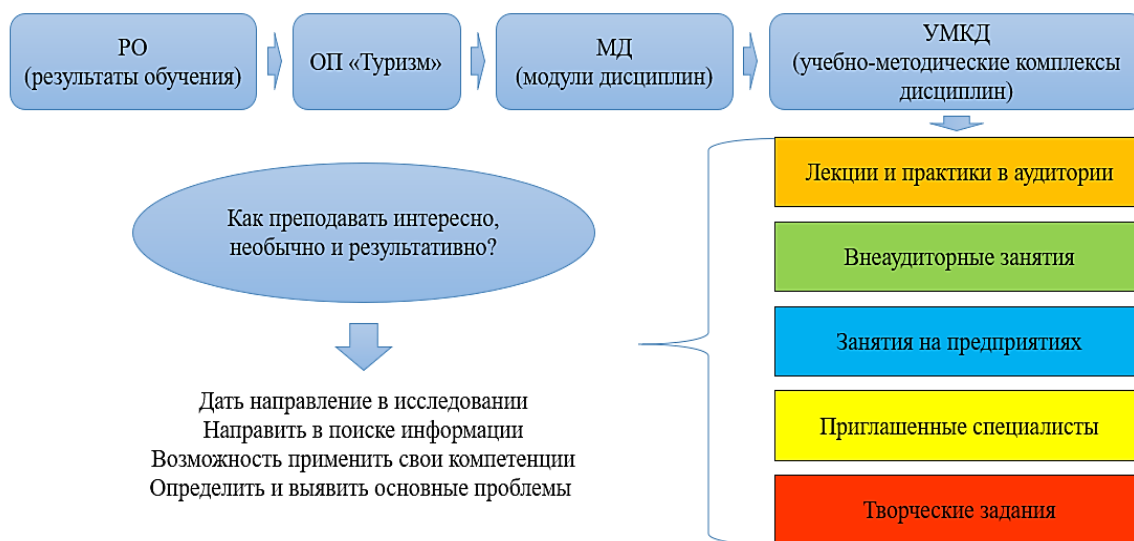 РО
(результаты обучения)
ОП «Туризм»
МД
(модули дисциплин)
УМКД
(учебно-методические комплексы
дисциплин)
Как преподавать интересно,
необычно и результативно?
Дать направление в исследовании
Направить в поиске информации
Возможность применить свои компетенции
Определить и выявить основные проблемы
Лекции и практики в аудитории
Внеаудиторные занятия
Занятия на предприятиях
Приглашенные специалисты
Творческие задания